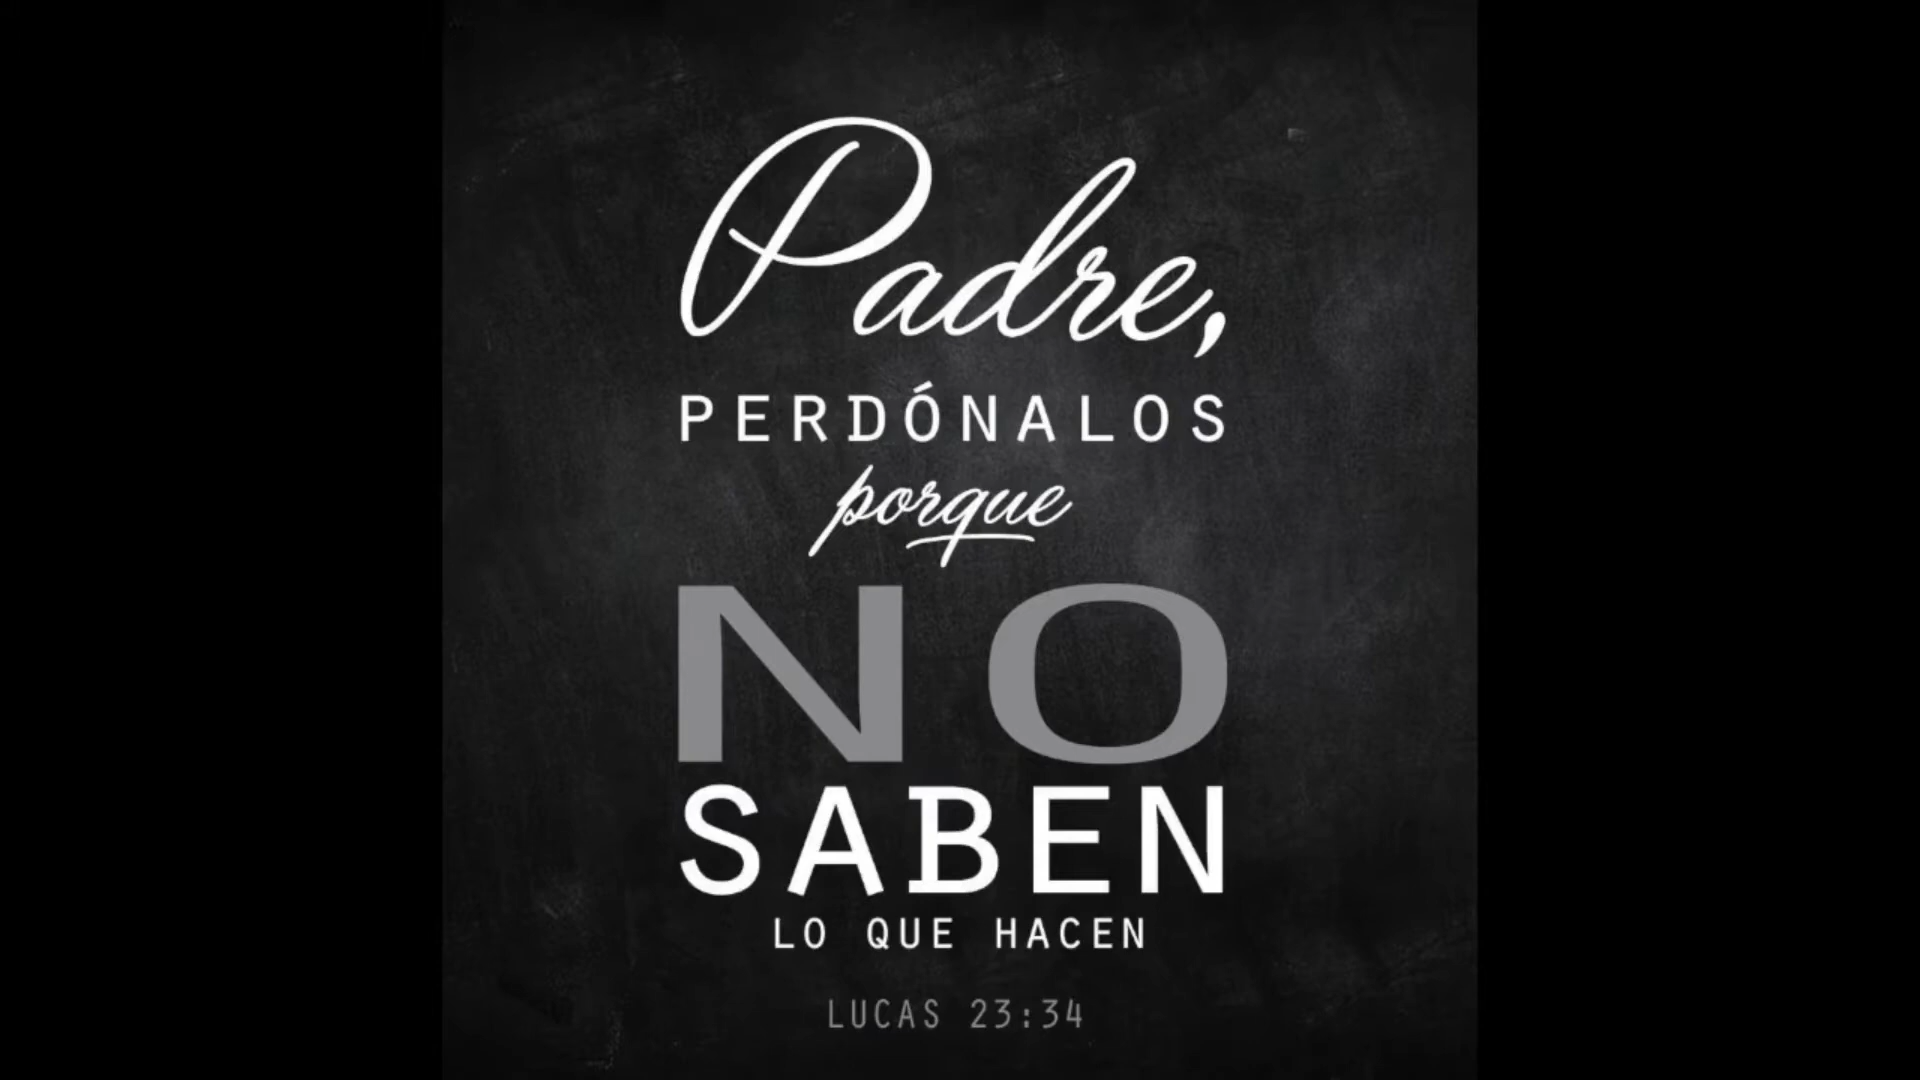 Padre,
PERDÓNALOS
porque
NO
SABEN
LO QUE HACEN
LUCAS 23:34